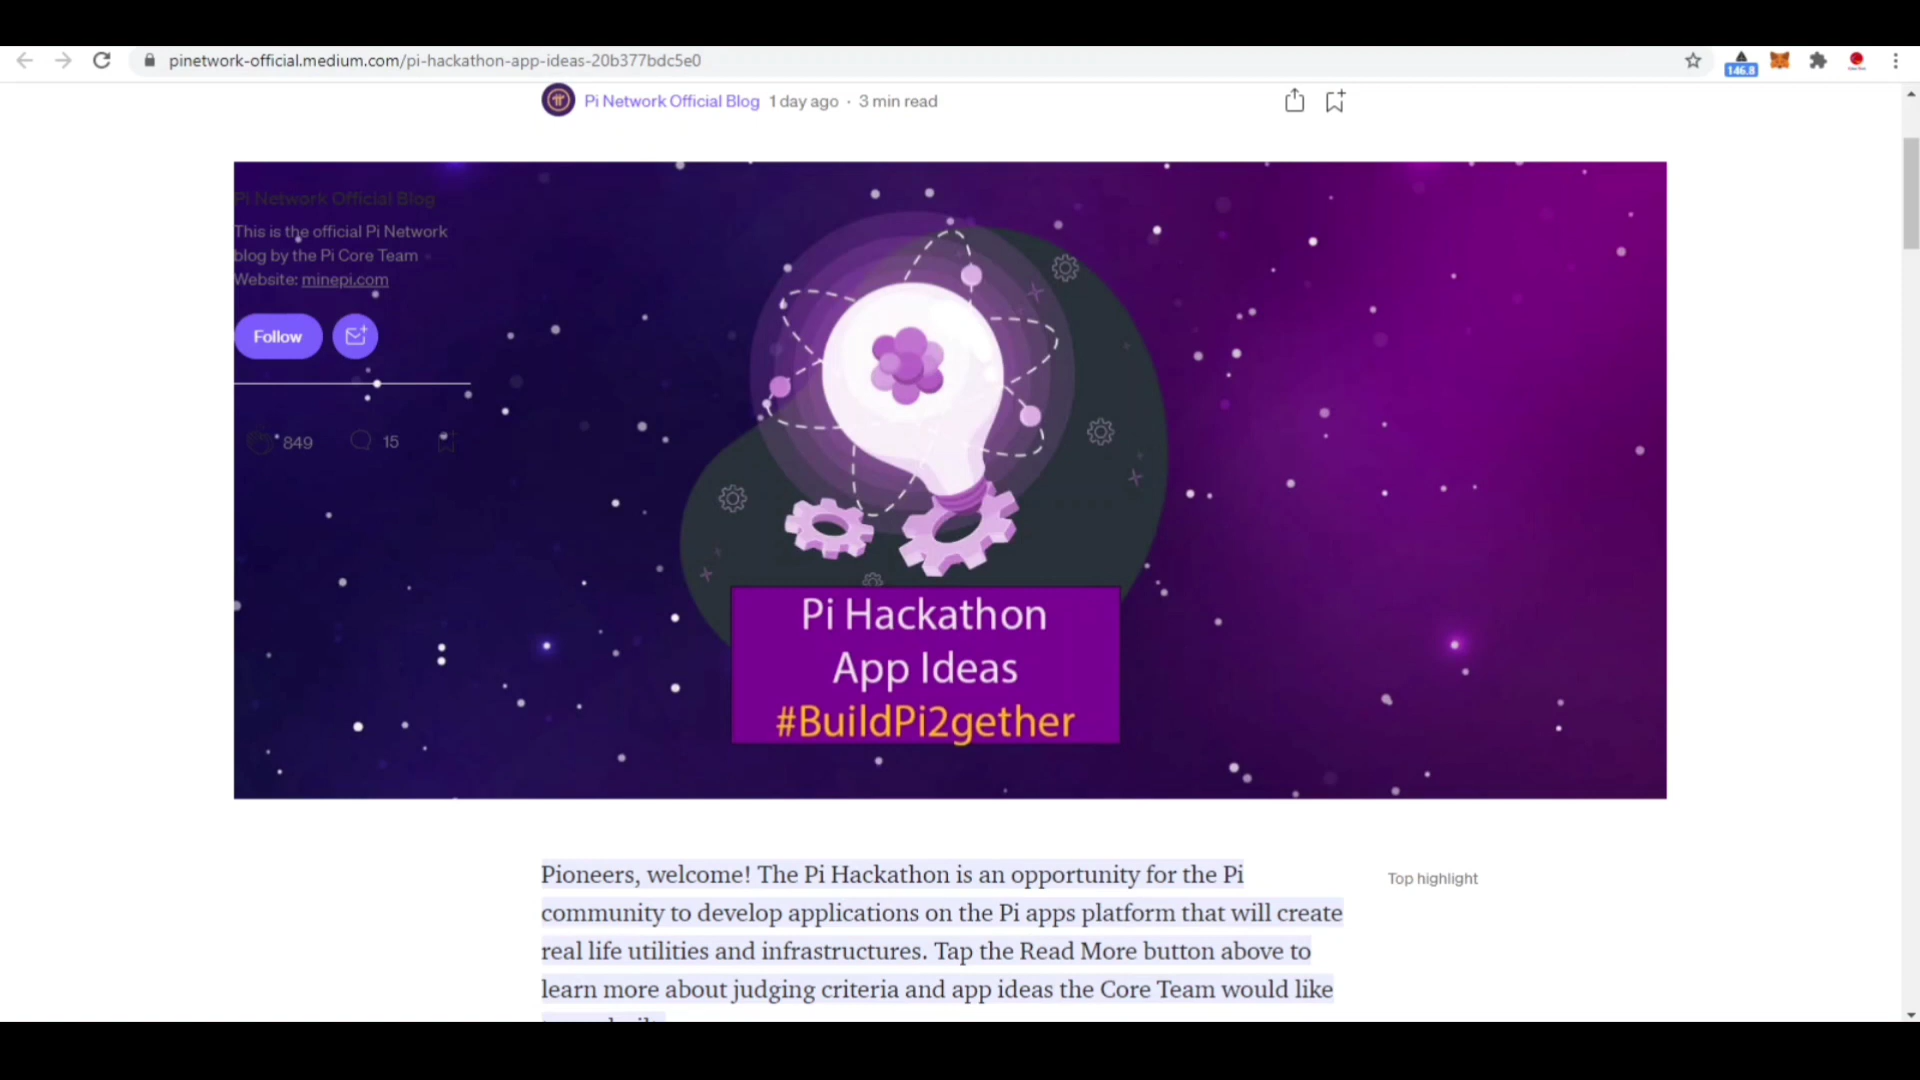 pinetwork-official.medium.com/pi-hackathon-app-ideas-20b377bdc5e0
146.8
Pi Network Official Blog 1 day ago · 3 min read
Pi Network Official Blog
This is the official Pi Network
blog by the Pi Core Team
Website: minepi.com
Follow
849 15
Pi Hackathon
App Ideas
#BuildPi2gether
Pioneers, welcome! The Pi Hackathon is an opportunity for the Pi
community to develop applications on the Pi apps platform that will create
real life utilities and infrastructures. Tap the Read More button above to
learn more about judging criteria and app ideas the Core Team would like
Top highlight